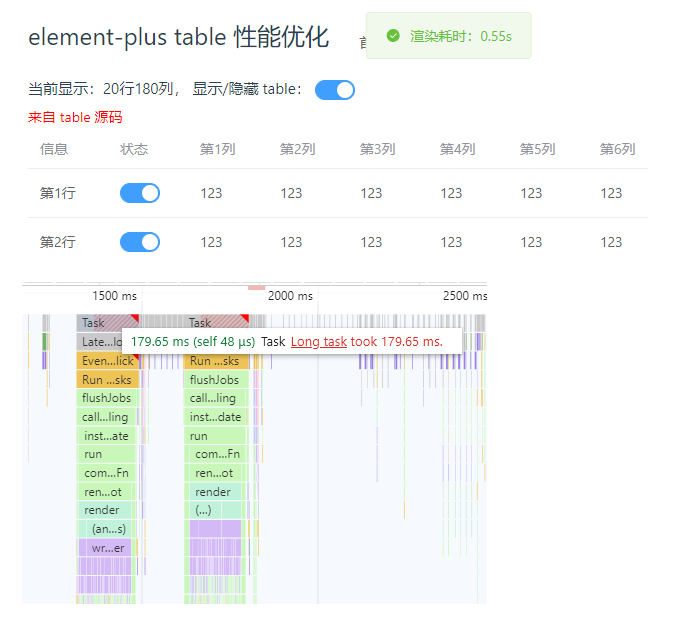 element-plus table 性能优化
渲染耗时：0.55s
当前显示：20行180列， 显示/隐藏 table：
来自 table 源码
信息 状态 第1列 第2列 第3列 第4列 第5列 第6列
第1行 123 123 123 123 123 123
第2行 123 123 123 123 123 123
1500 ms 2000 ms 2500 ms
Task Task
Late...lo
179.65 ms (self 48 μs) Task Long task took 179.65 ms.
Even...lick Run ...sks
Run ...sks flushJobs
flushJobs call...ling
call...ling inst...date
inst...ate run
run com...Fn
com...Fn ren...ot
ren...ot render
render (...)
(an...s)
wr...er